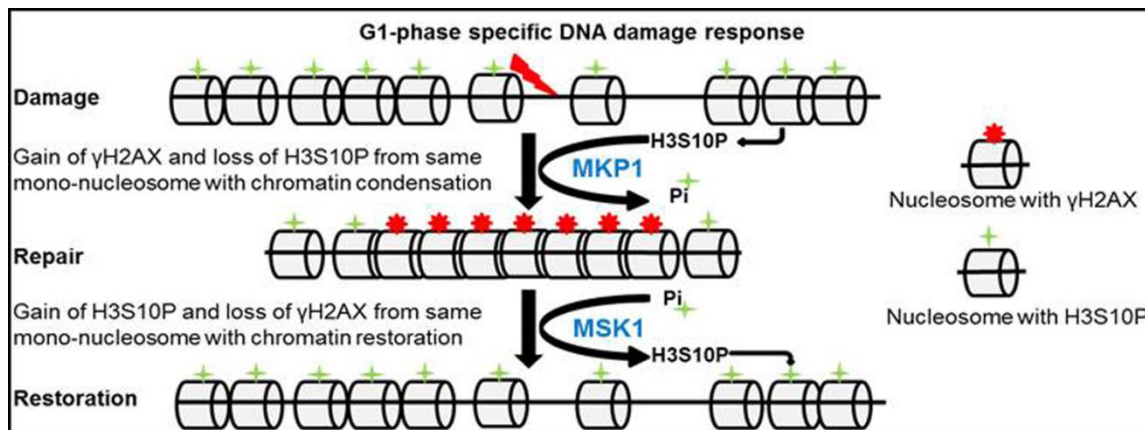 G1-phase specific DNA damage response
Damage
H3S10P
Gain of γH2AX and loss of H3S10P from same
mono-nucleosome with chromatin condensation
MKP1
Pi
Nucleosome with γH2AX
Repair
Gain of H3S10P and loss of γH2AX from same
mono-nucleosome with chromatin restoration
Pi
MSK1
H3S10P
Nucleosome with H3S10P
Restoration